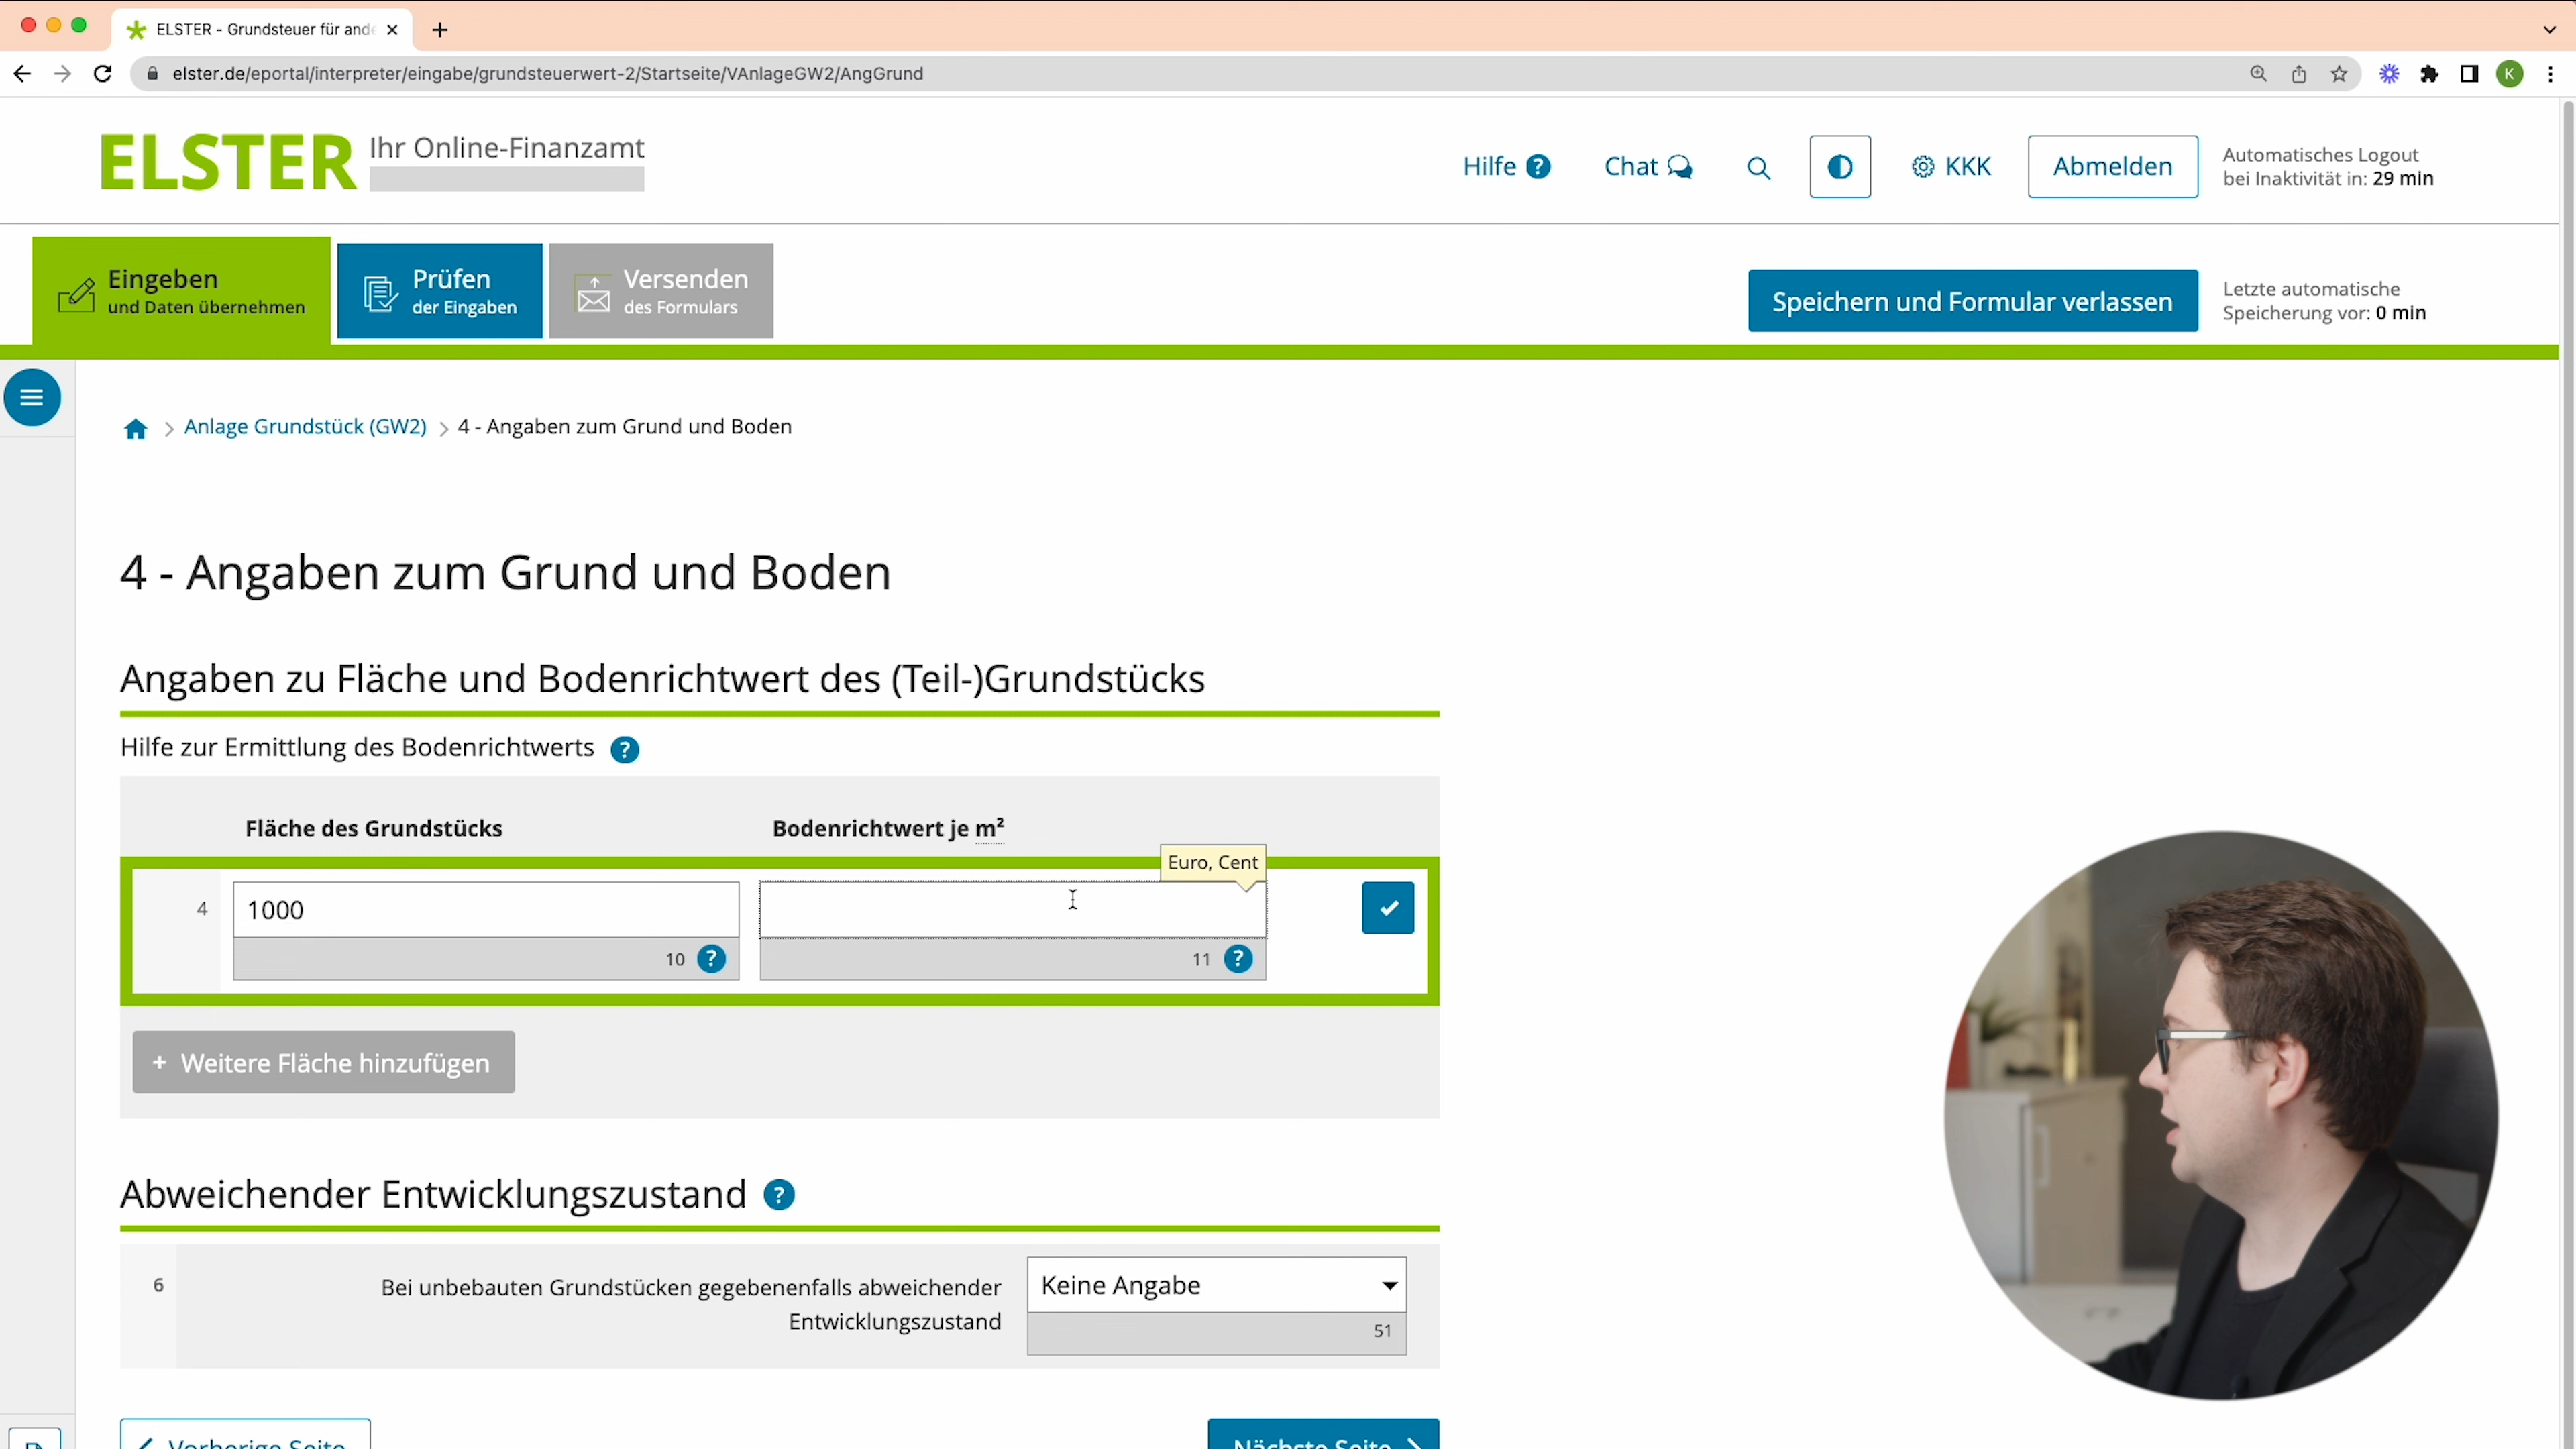 ELSTER - Grundsteuer für ande
elster.de/eportal/interpreter/eingabe/grundsteuerwert-2/Startseite/VAnlageGW2/AngGrund
K
ELSTER
Ihr Online-Finanzamt
Hilfe ?
Chat
KKK
Abmelden
Automatisches Logout
bei Inaktivität in: 29 min
Eingeben
und Daten übernehmen
Prüfen
der Eingaben
Versenden
des Formulars
Speichern und Formular verlassen
Letzte automatische
Speicherung vor: 0 min
Anlage Grundstück (GW2) > 4 - Angaben zum Grund und Boden
4 - Angaben zum Grund und Boden
Angaben zu Fläche und Bodenrichtwert des (Teil-)Grundstücks
Hilfe zur Ermittlung des Bodenrichtwerts ?
Fläche des Grundstücks
Bodenrichtwert je m²
Euro, Cent
4
1000
10 ?
11 ?
+ Weitere Fläche hinzufügen
Abweichender Entwicklungszustand ?
6
Bei unbebauten Grundstücken gegebenenfalls abweichender
Entwicklungszustand
Keine Angabe
51
Vorherige Seite
Nächste Seite